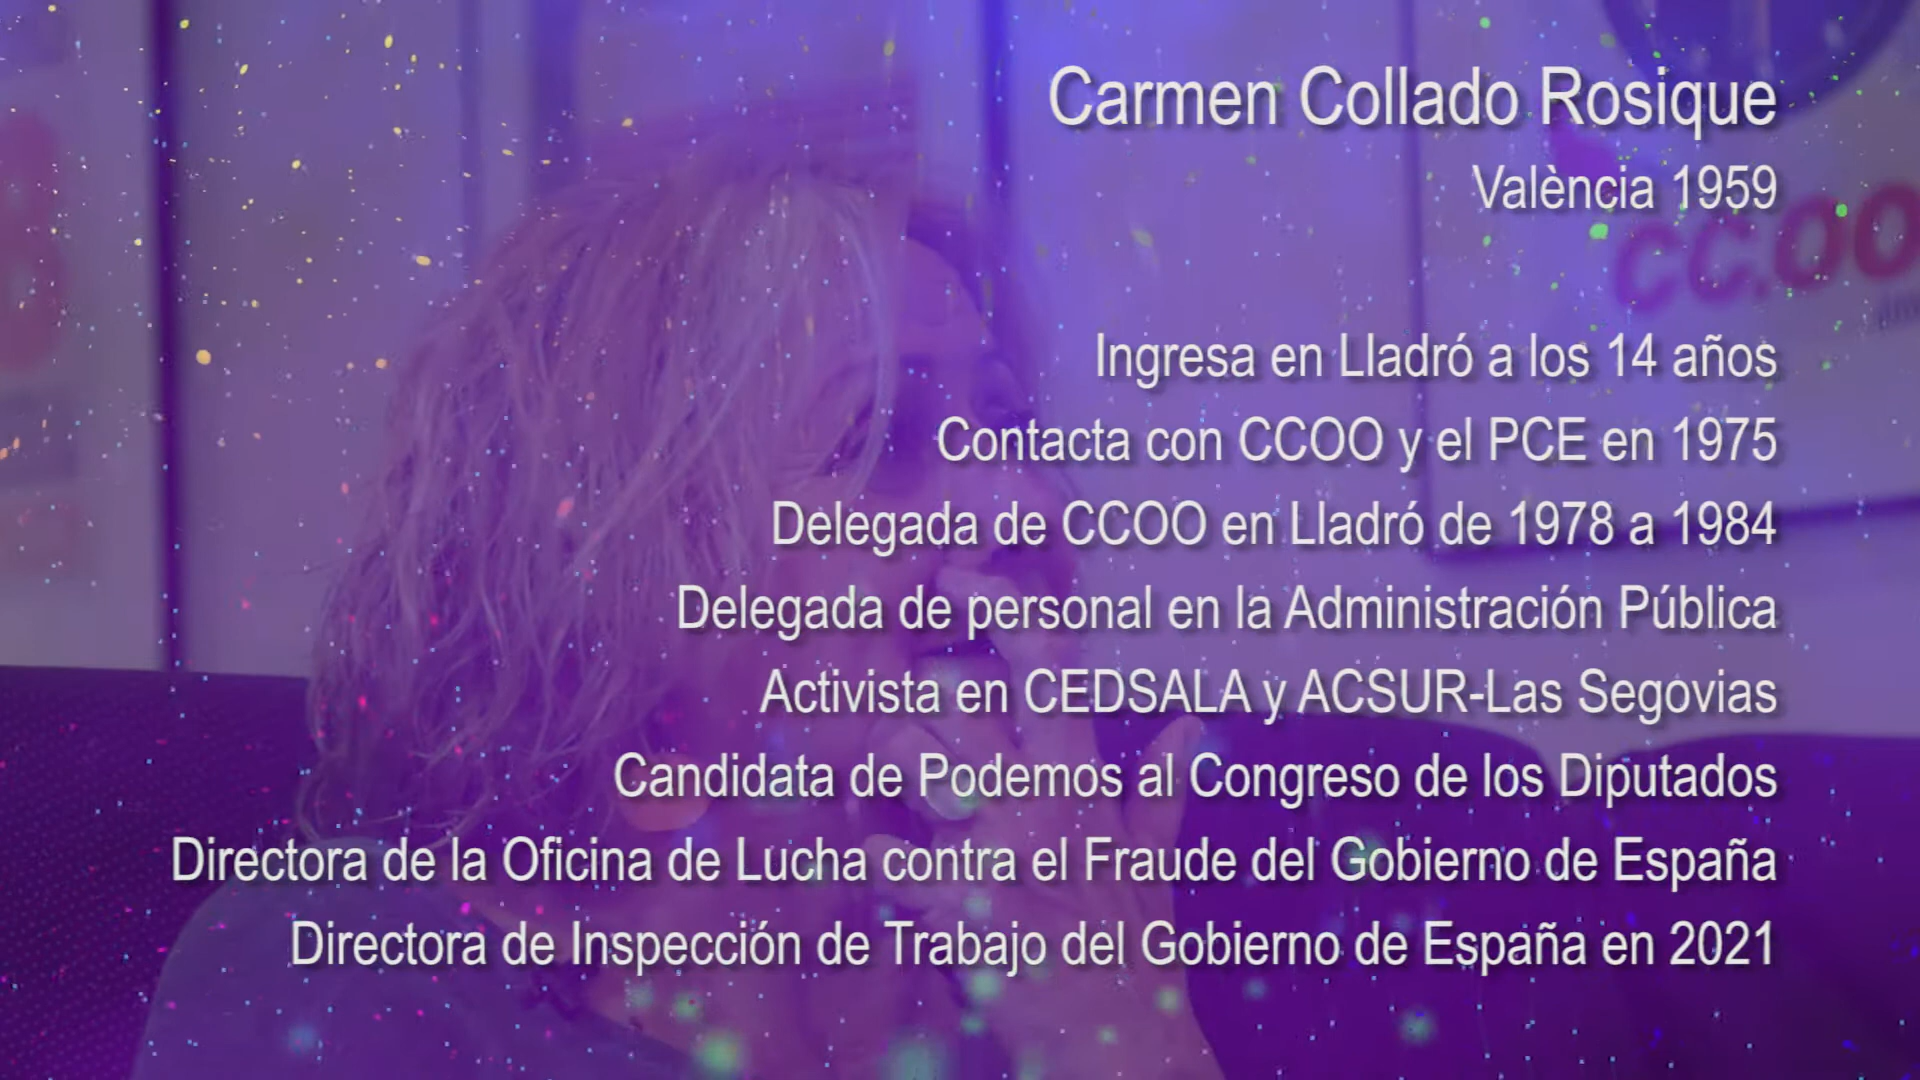 Carmen Collado Rosique
València 1959
CC.OO
Ingresa en Lladró a los 14 años
Contacta con CCOO y el PCE en 1975
Delegada de CCOO en Lladró de 1978 a 1984
Delegada de personal en la Administración Pública
Activista en CEDSALA y ACSUR-Las Segovias
Candidata de Podemos al Congreso de los Diputados
Directora de la Oficina de Lucha contra el Fraude del Gobierno de España
Directora de Inspección de Trabajo del Gobierno de España en 2021